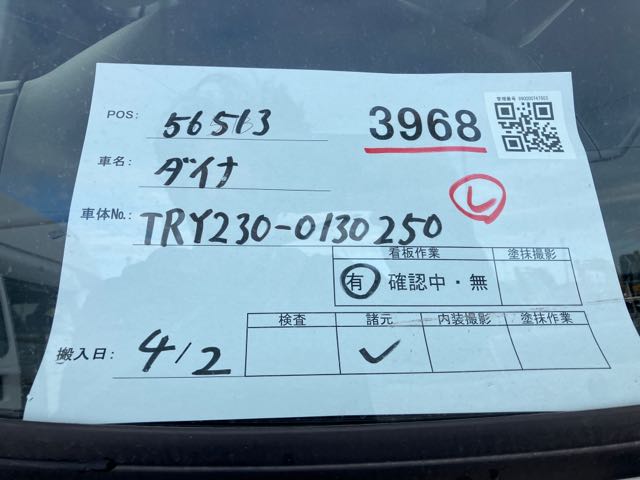 管理番号
POS: 56513 3968
車名: ダイナ
レ
車体No.: TRY230-0130250
看板作業 塗抹撮影
有 確認中・無
検査 諸元 内装撮影 塗抹作業
搬入日: 4/2 ✓